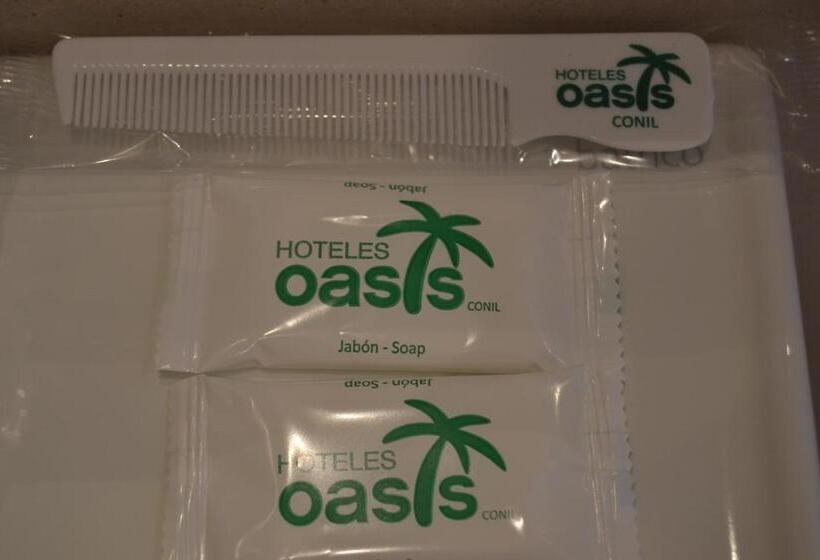 HOTELES
oasis
CONIL
Jabón - Soap
HOTELES
oasis
CONIL
Jabón - Soap
Jabón - Soap
HOTELES
oasis
CONIL